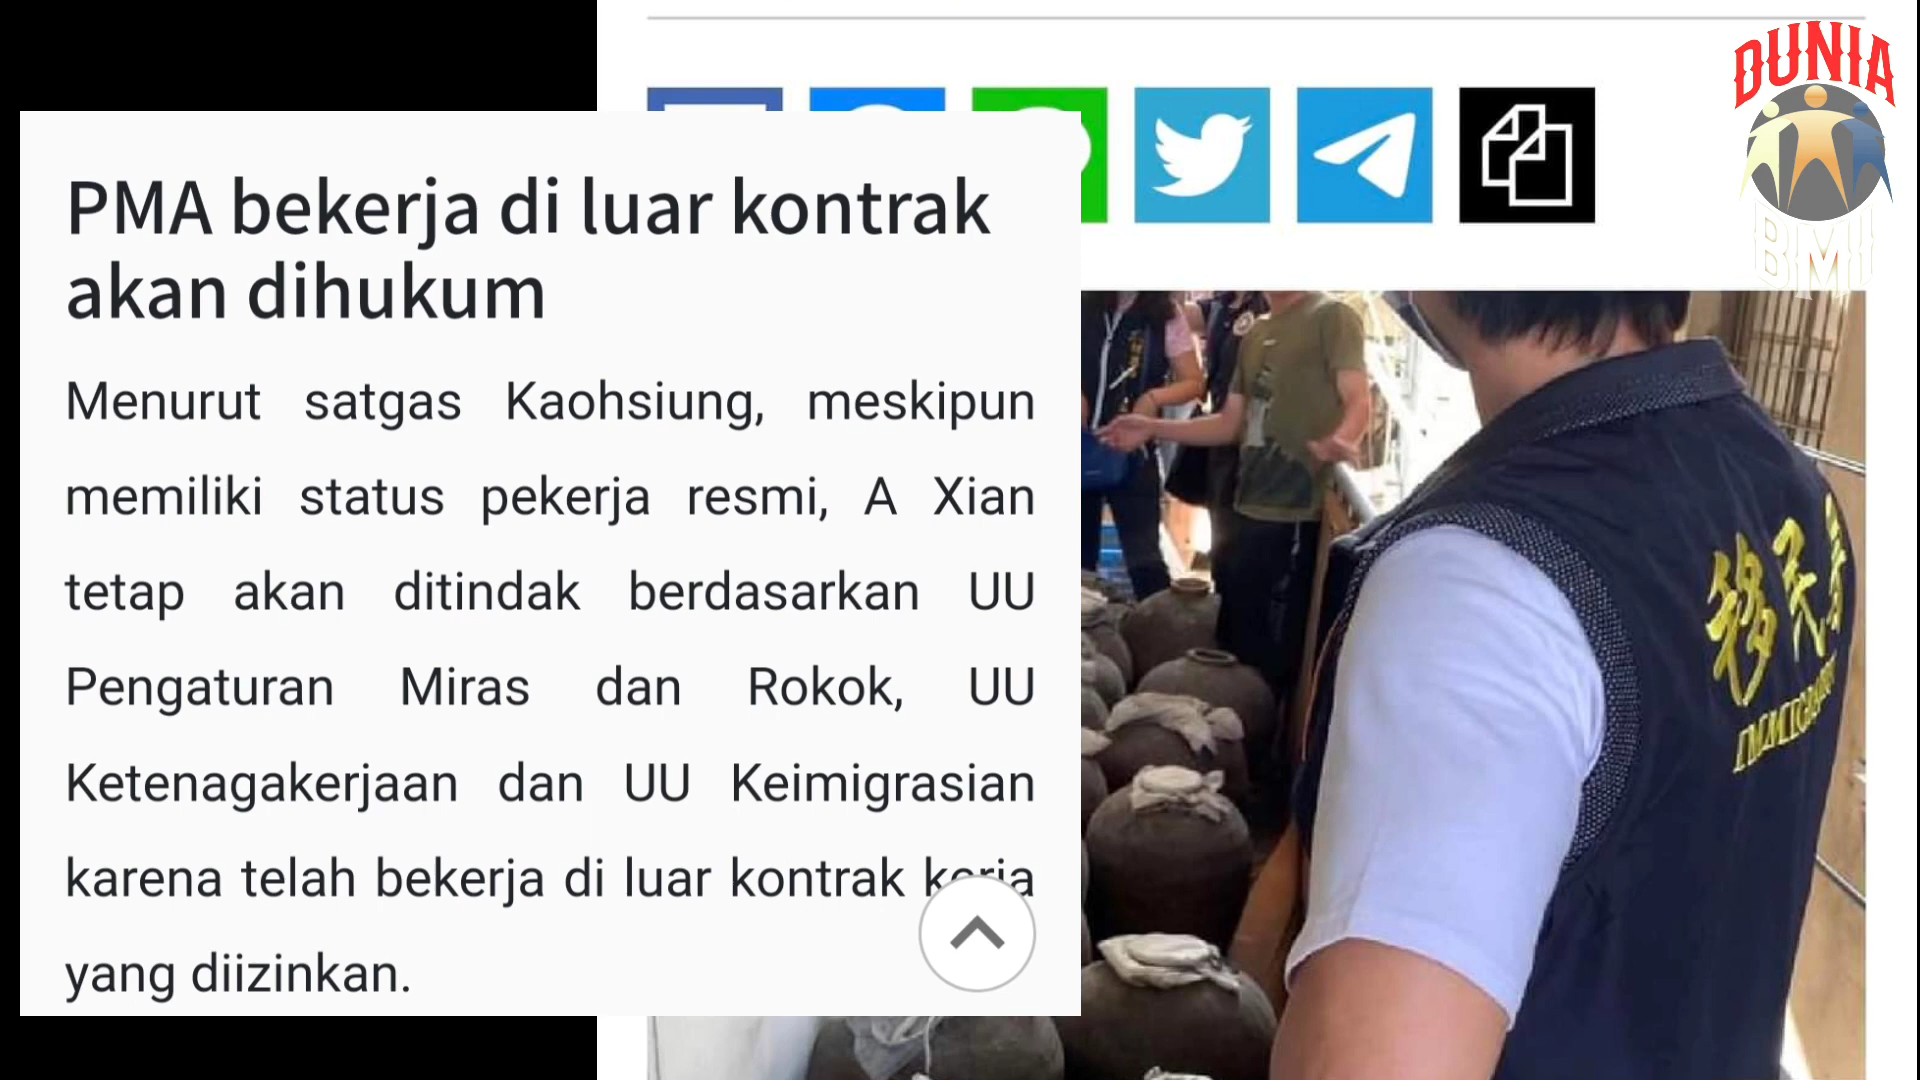 DUNIA
BMI
PMA bekerja di luar kontrak
akan dihukum
Menurut satgas Kaohsiung, meskipun
memiliki status pekerja resmi, A Xian
tetap akan ditindak berdasarkan UU
Pengaturan Miras dan Rokok, UU
Ketenagakerjaan dan UU Keimigrasian
karena telah bekerja di luar kontrak kerja
yang diizinkan.
移民署